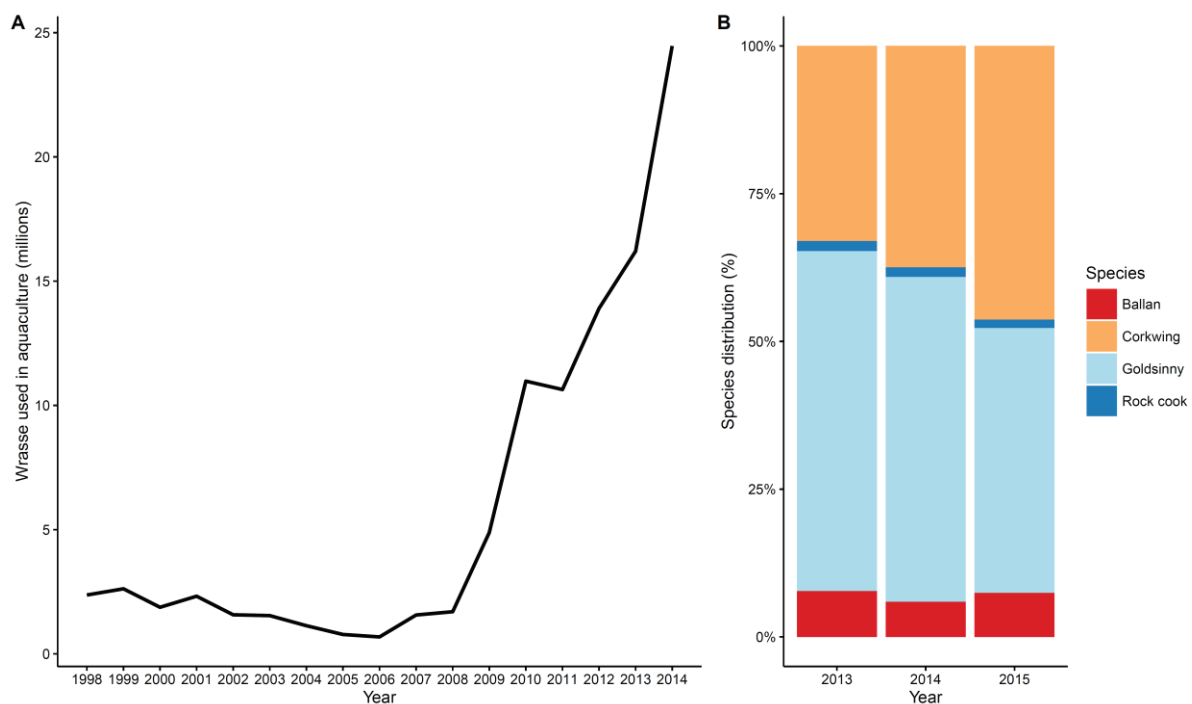 A
Wrasse used in aquaculture (millions)
25
20
15
10
5
0
1998 1999 2000 2001 2002 2003 2004 2005 2006 2007 2008 2009 2010 2011 2012 2013 2014
Year
B
Species distribution (%)
100%
75%
50%
25%
0%
2013 2014 2015
Year
Species
Ballan
Corkwing
Goldsinny
Rock cook